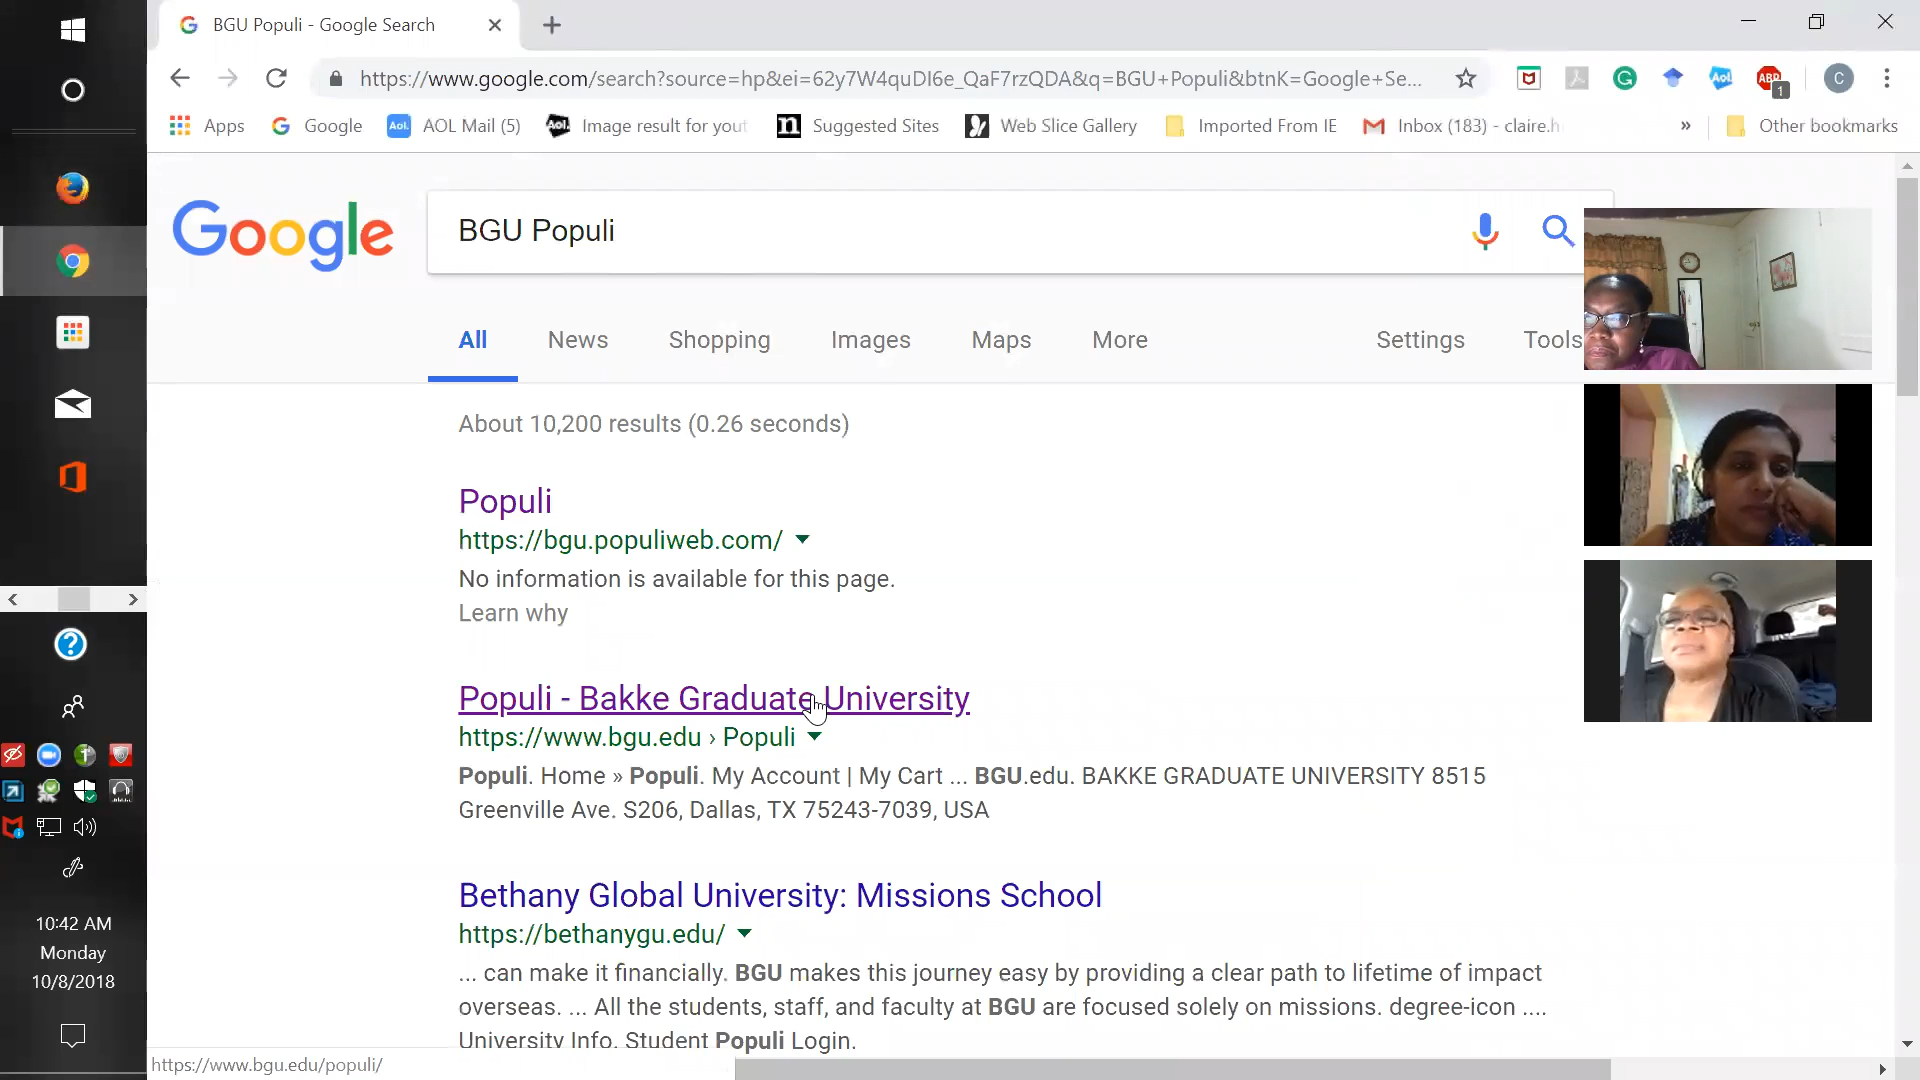 BGU Populi - Google Search
https://www.google.com/search?source=hp&ei=62y7W4quDI6e_QaF7rzQDA&q=BGU+Populi&btnK=Google+Se...
ABP
1
C
Apps
Google
Aol.
AOL Mail (5)
Aol.
Image result for yout
n
Suggested Sites
Web Slice Gallery
Imported From IE
Inbox (183) - claire.h
»
Other bookmarks
Google
BGU Populi
All
News
Shopping
Images
Maps
More
Settings
Tools
About 10,200 results (0.26 seconds)
Populi
https://bgu.populiweb.com/
No information is available for this page.
Learn why
Populi - Bakke Graduate University
https://www.bgu.edu › Populi
Populi. Home » Populi. My Account | My Cart ... BGU.edu. BAKKE GRADUATE UNIVERSITY 8515
Greenville Ave. S206, Dallas, TX 75243-7039, USA
Bethany Global University: Missions School
https://bethanygu.edu/
... can make it financially. BGU makes this journey easy by providing a clear path to lifetime of impact
overseas. ... All the students, staff, and faculty at BGU are focused solely on missions. degree-icon ....
University Info. Student Populi Login.
https://www.bgu.edu/populi/
10:42 AM
Monday
10/8/2018